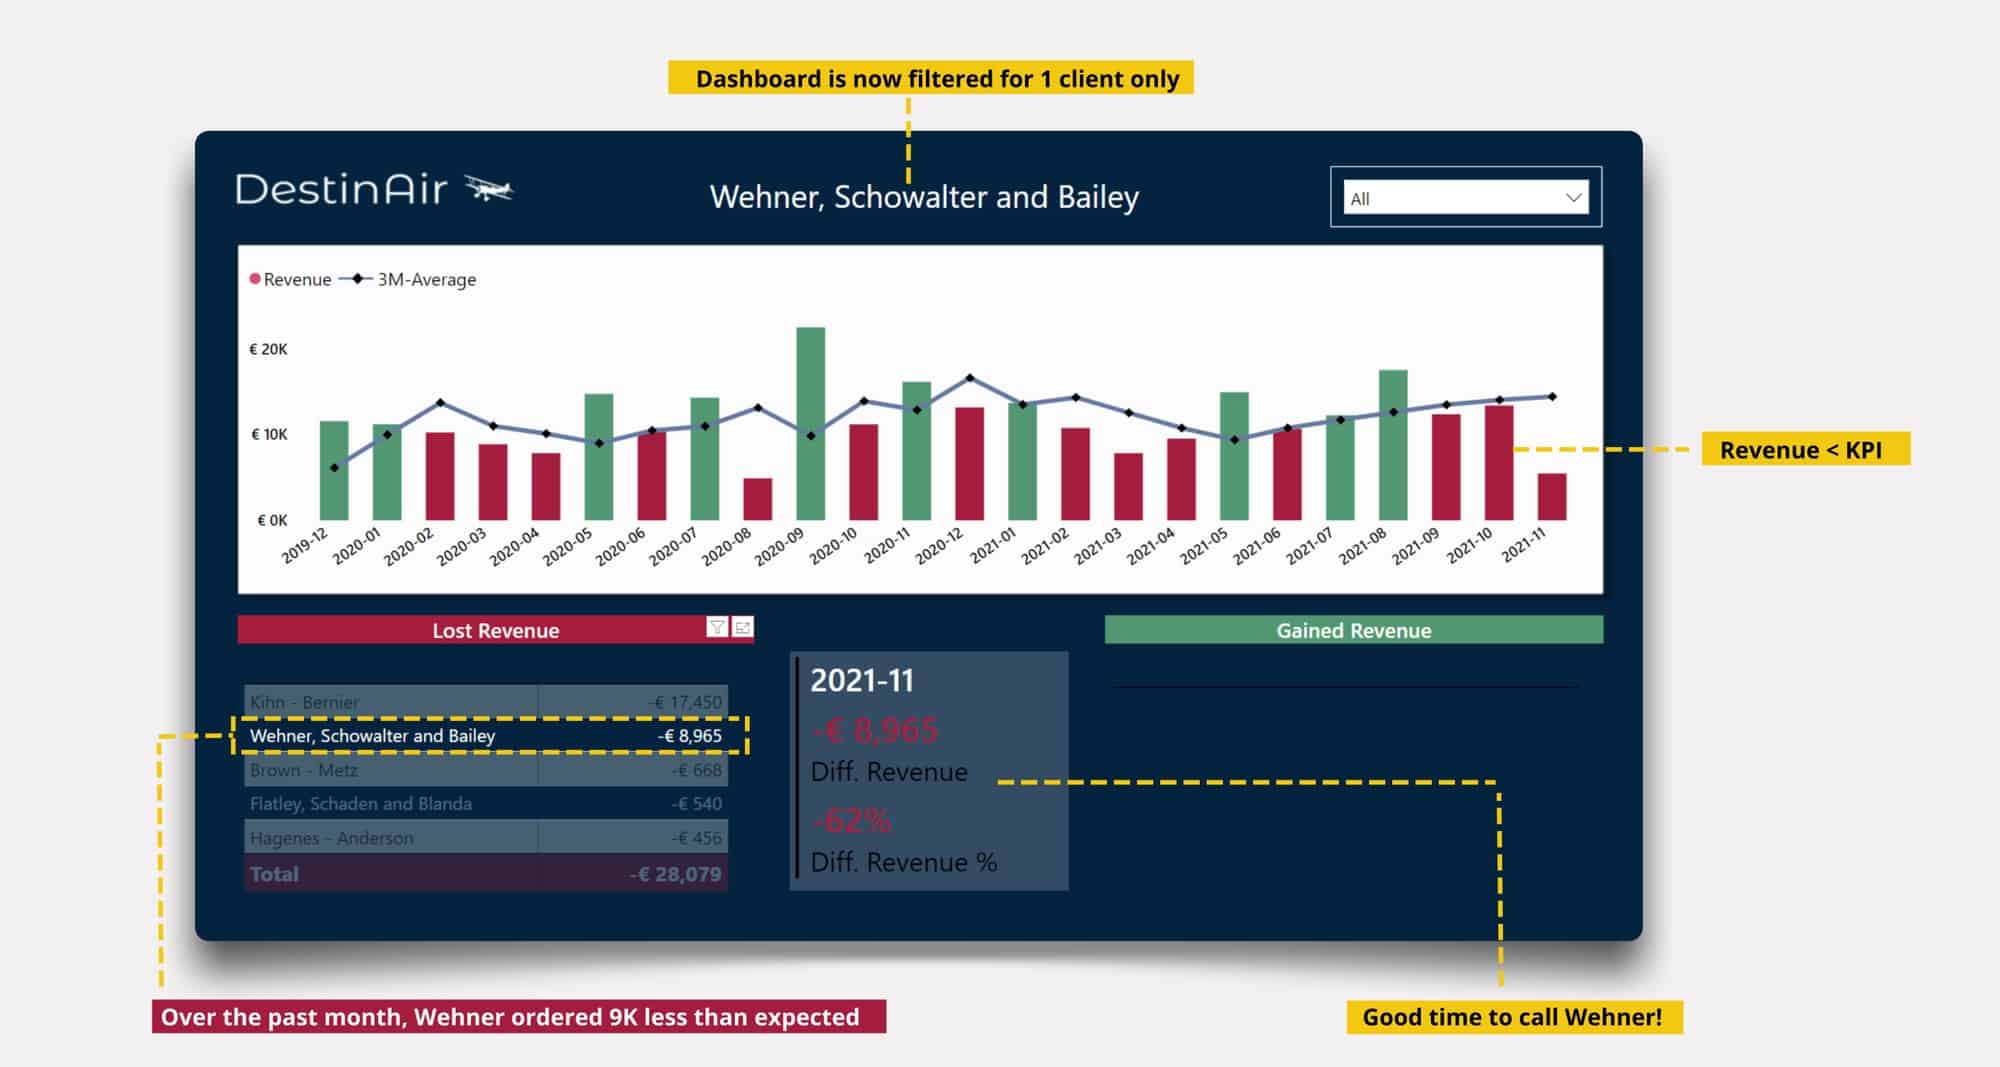 Dashboard is now filtered for 1 client only
DestinAir
Wehner, Schowalter and Bailey
All
Revenue 3M-Average
€ 20K
€ 10K
€ 0K
2019-12 2020-01 2020-02 2020-03 2020-04 2020-05 2020-06 2020-07 2020-08 2020-09 2020-10 2020-11 2020-12 2021-01 2021-02 2021-03 2021-04 2021-05 2021-06 2021-07 2021-08 2021-09 2021-10 2021-11
Revenue < KPI
Lost Revenue
Kihn - Bernier -€ 17,450
Wehner, Schowalter and Bailey -€ 8,965
Brown - Metz -€ 668
Flatley, Schaden and Blanda -€ 540
Hagenes - Anderson -€ 456
Total -€ 28,079
2021-11
-€ 8,965
Diff. Revenue
-62%
Diff. Revenue %
Gained Revenue
Over the past month, Wehner ordered 9K less than expected
Good time to call Wehner!